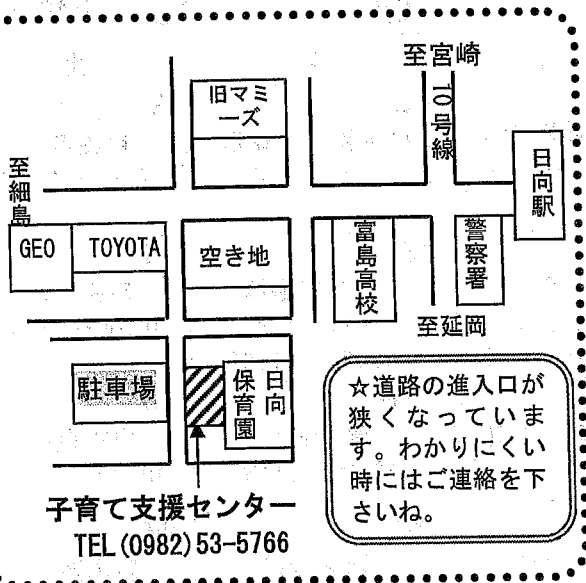 至宮崎
旧マミ
ーズ
10号線
日向駅
至細島
GEO
TOYOTA
空き地
富島高校
警察署
至延岡
駐車場
日向
保育園
☆道路の進入口が
狭くなっていま
す。わかりにくい
時にはご連絡を下
さいね。
子育て支援センター
TEL(0982)53-5766